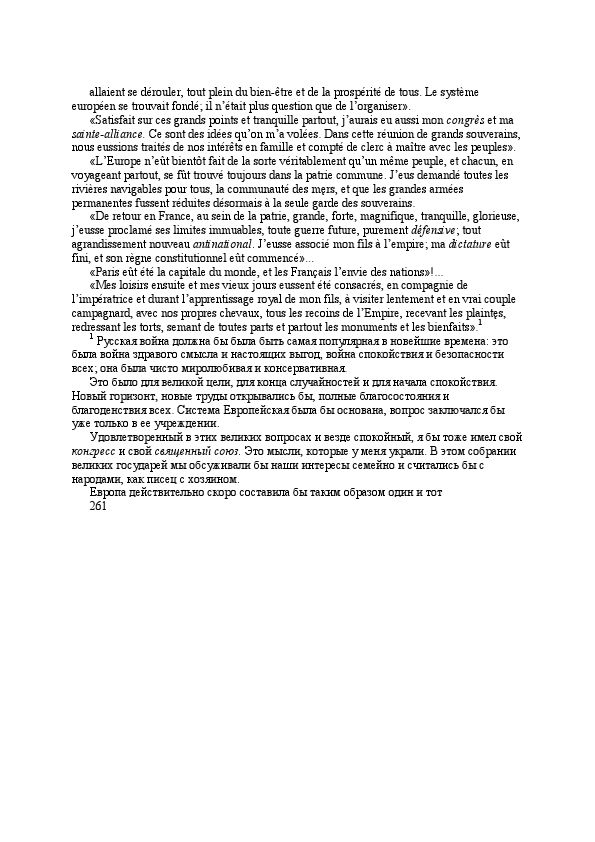 allaient se dérouler, tout plein du bien-être et de la prospérité de tous. Le système
européen se trouvait fondé; il n’était plus question que de l’organiser».
«Satisfait sur ces grands points et tranquille partout, j’aurais eu aussi mon congrès et ma
sainte-alliance. Ce sont des idées qu’on m’a volées. Dans cette réunion de grands souverains,
nous eussions traités de nos intérêts en famille et compté de clerc à maître avec les peuples».
«L’Europe n’eût bientôt fait de la sorte véritablement qu’un même peuple, et chacun, en
voyageant partout, se fût trouvé toujours dans la patrie commune. J’eus demandé toutes les
rivières navigables pour tous, la communauté des męrs, et que les grandes armées
permanentes fussent réduites désormais à la seule garde des souverains.
«De retour en France, au sein de la patrie, grande, forte, magnifique, tranquille, glorieuse,
j’eusse proclamé ses limites immuables, toute guerre future, purement défensive; tout
agrandissement nouveau antinational. J’eusse associé mon fils à l’empire; ma dictature eût
fini, et son règne constitutionnel eût commencé»...
«Paris eût été la capitale du monde, et les Français l’envie des nations»!...
«Mes loisirs ensuite et mes vieux jours eussent été consacrés, en compagnie de
l’impératrice et durant l’apprentissage royal de mon fils, à visiter lentement et en vrai couple
campagnard, avec nos propres chevaux, tous les recoins de l’Empire, recevant les plaintęs,
redressant les torts, semant de toutes parts et partout les monuments et les bienfaits».1
1 Русская война должна бы была быть самая популярная в новейшие времена: это
была война здравого смысла и настоящих выгод, война спокойствия и безопасности
всех; она была чисто миролюбивая и консервативная.
Это было для великой цели, для конца случайностей и для начала спокойствия.
Новый горизонт, новые труды открывались бы, полные благосостояния и
благоденствия всех. Система Европейская была бы основана, вопрос заключался бы
уже только в ее учреждении.
Удовлетворенный в этих великих вопросах и везде спокойный, я бы тоже имел свой
конгресс и свой священный союз. Это мысли, которые у меня украли. В этом собрании
великих государей мы обсуживали бы наши интересы семейно и считались бы с
народами, как писец с хозяином.
Европа действительно скоро составила бы таким образом один и тот
261